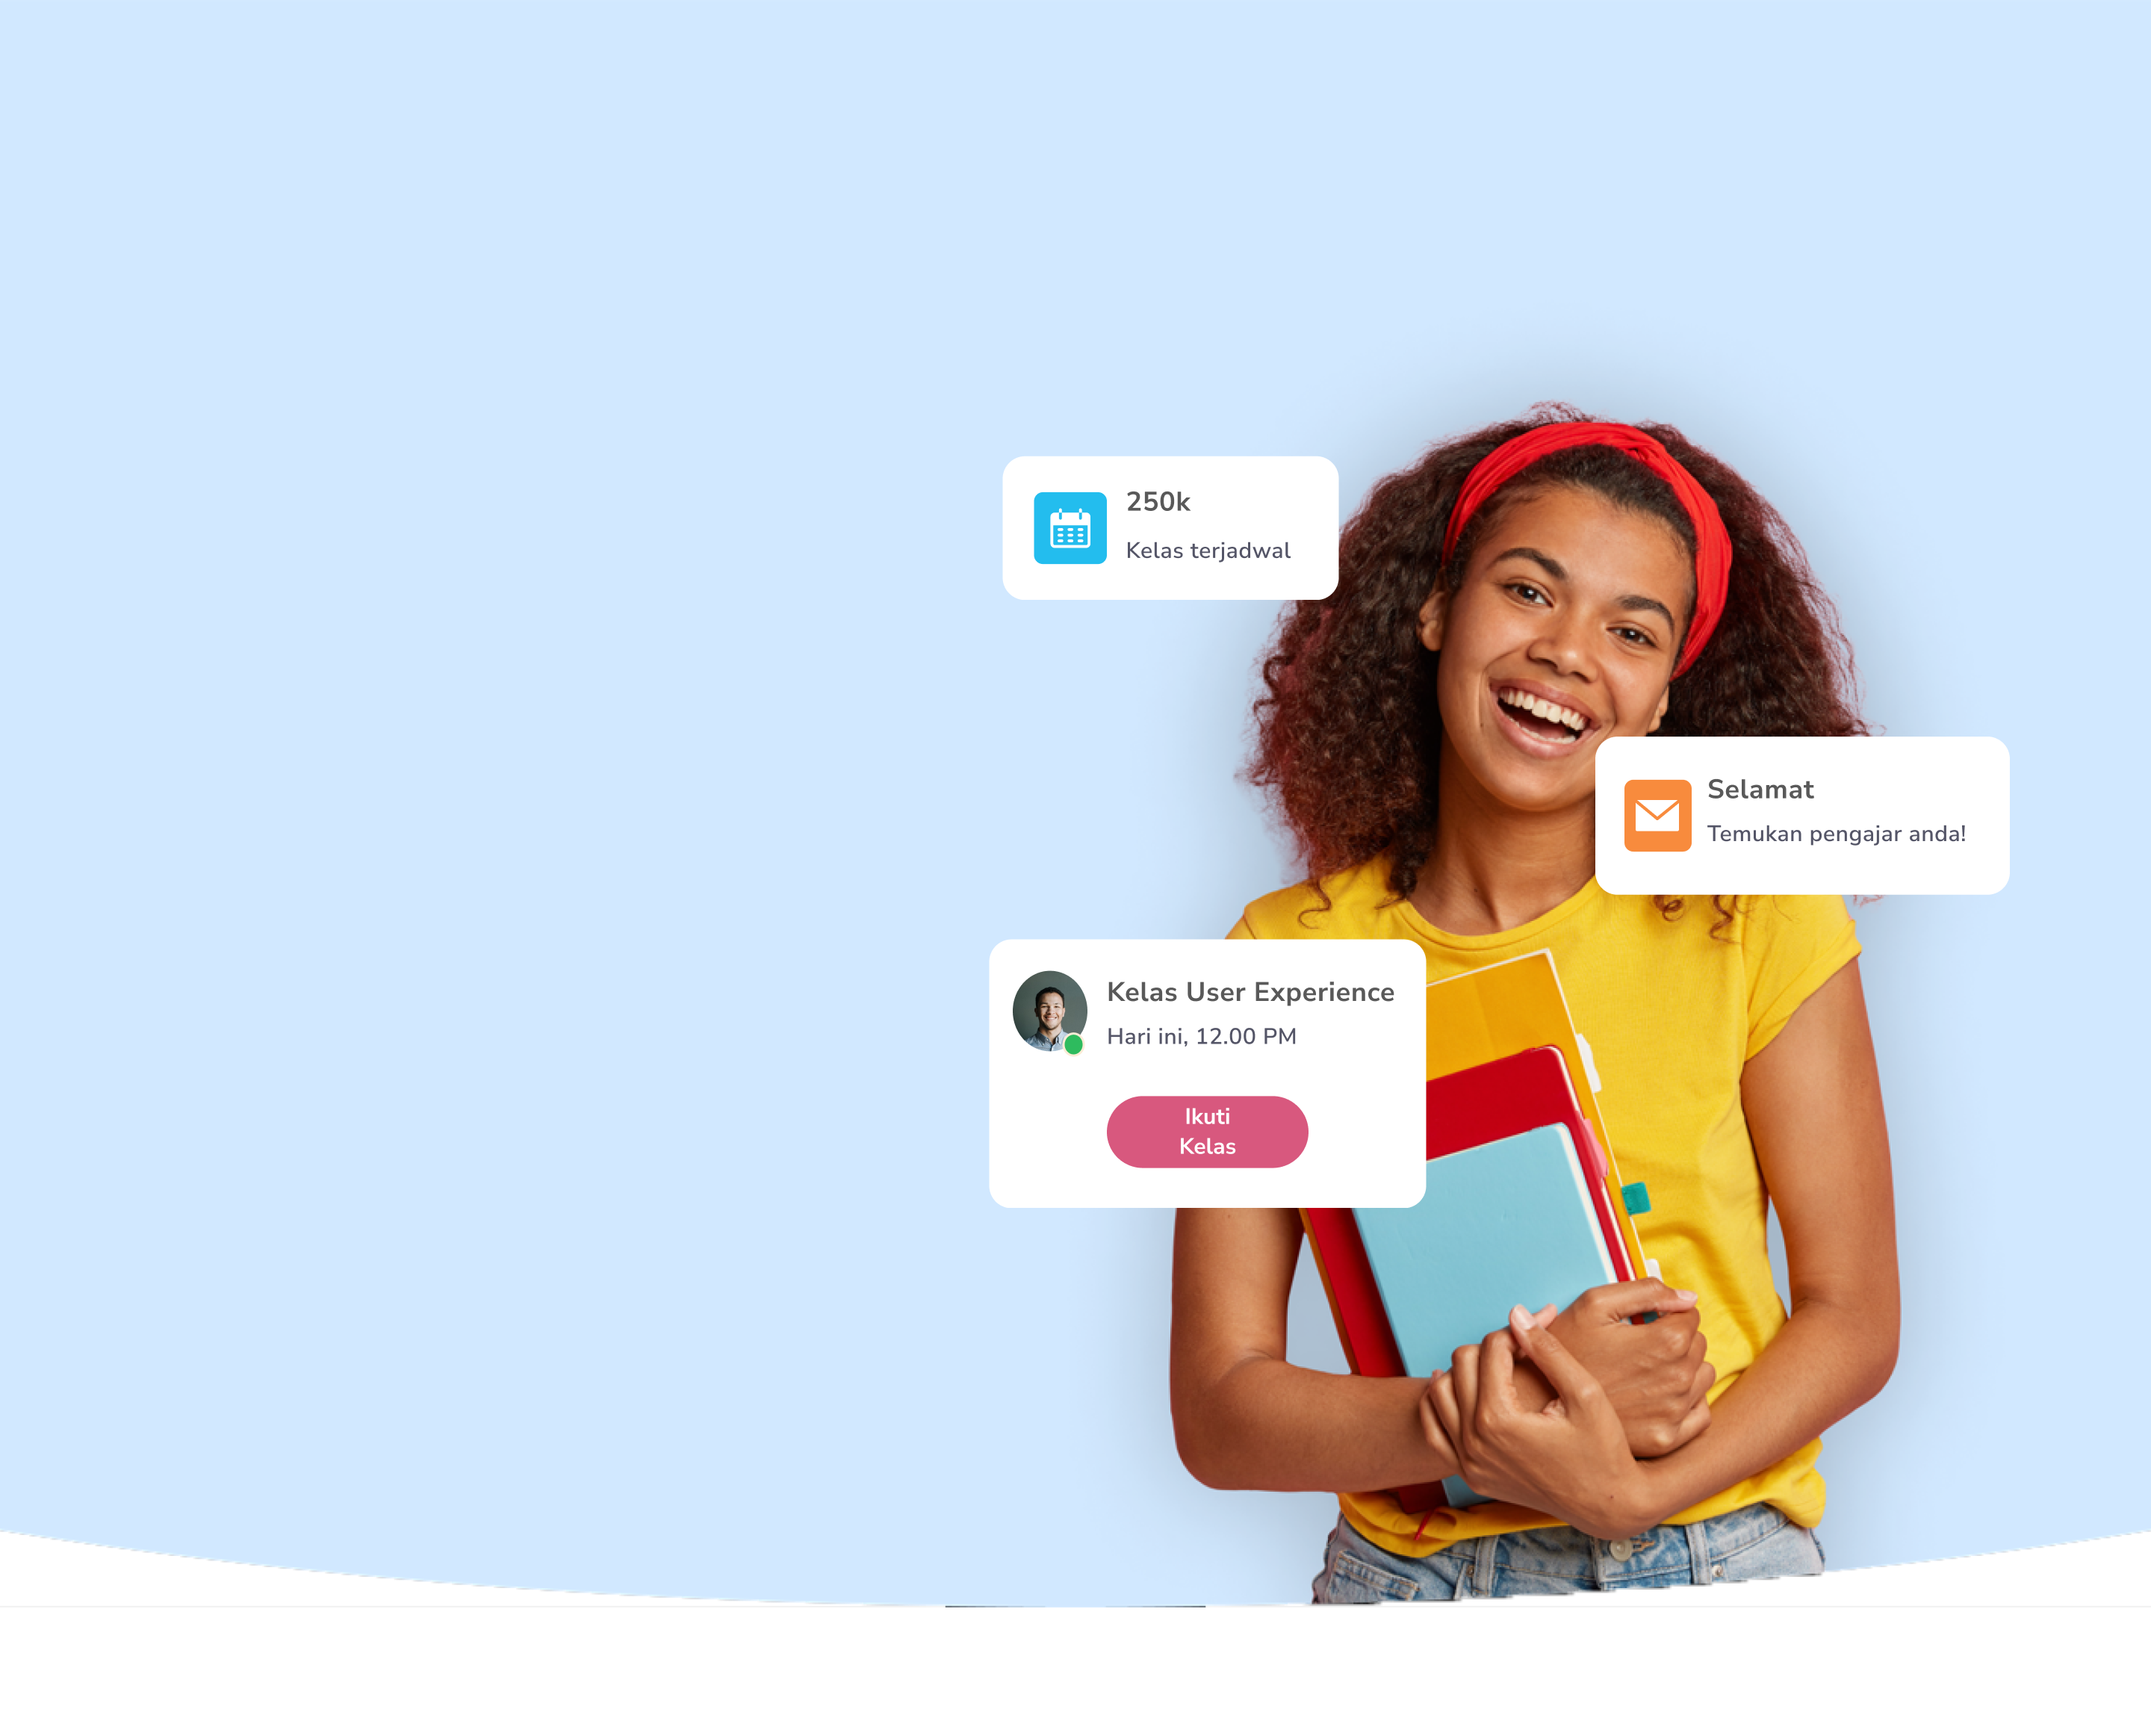 250k
Kelas terjadwal
Selamat
Temukan pengajar anda!
Kelas User Experience
Hari ini, 12.00 PM
Ikuti
Kelas